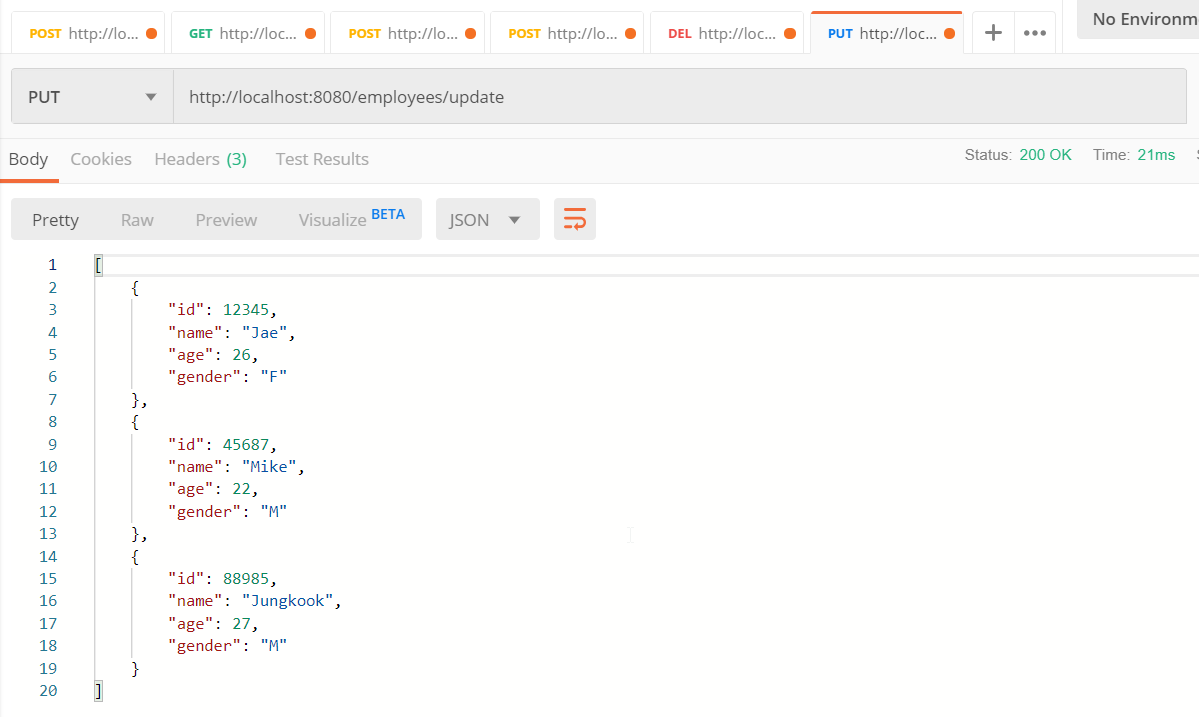 POST http://lo... GET http://loc... POST http://lo... POST http://lo... DEL http://loc... PUT http://loc... + ••• No Environm
PUT http://localhost:8080/employees/update
Body Cookies Headers (3) Test Results Status: 200 OK Time: 21ms S
Pretty Raw Preview Visualize BETA JSON
1 [
2 {
3 "id": 12345,
4 "name": "Jae",
5 "age": 26,
6 "gender": "F"
7 },
8 {
9 "id": 45687,
10 "name": "Mike",
11 "age": 22,
12 "gender": "M"
13 },
14 {
15 "id": 88985,
16 "name": "Jungkook",
17 "age": 27,
18 "gender": "M"
19 }
20 ]